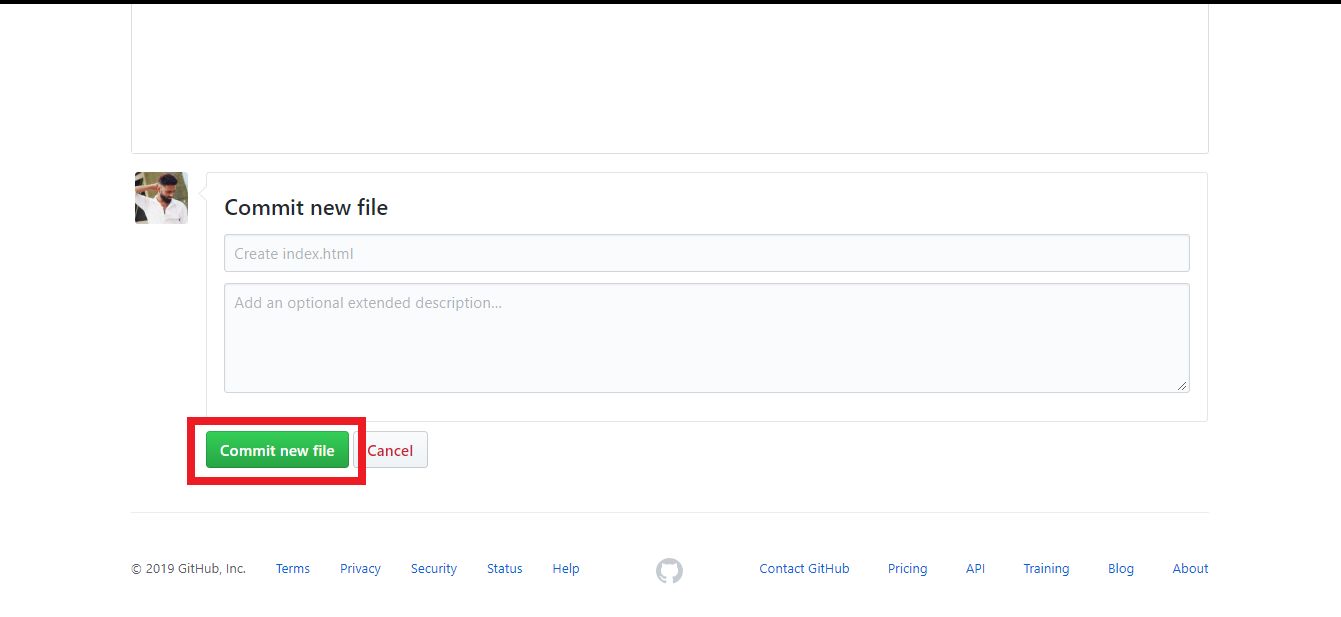 Commit new file
Create index.html
Add an optional extended description...
Commit new file Cancel
© 2019 GitHub, Inc. Terms Privacy Security Status Help Contact GitHub Pricing API Training Blog About